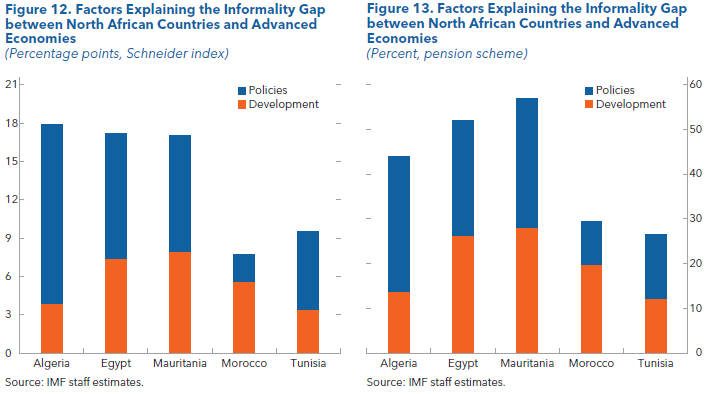 Figure 12. Factors Explaining the Informality Gap
between North African Countries and Advanced
Economies
(Percentage points, Schneider index)
21
18
15
12
9
6
3
0
Policies
Development
Algeria Egypt Mauritania Morocco Tunisia
Source: IMF staff estimates.
Figure 13. Factors Explaining the Informality Gap
between North African Countries and Advanced
Economies
(Percent, pension scheme)
Policies
Development
60
50
40
30
20
10
0
Algeria Egypt Mauritania Morocco Tunisia
Source: IMF staff estimates.